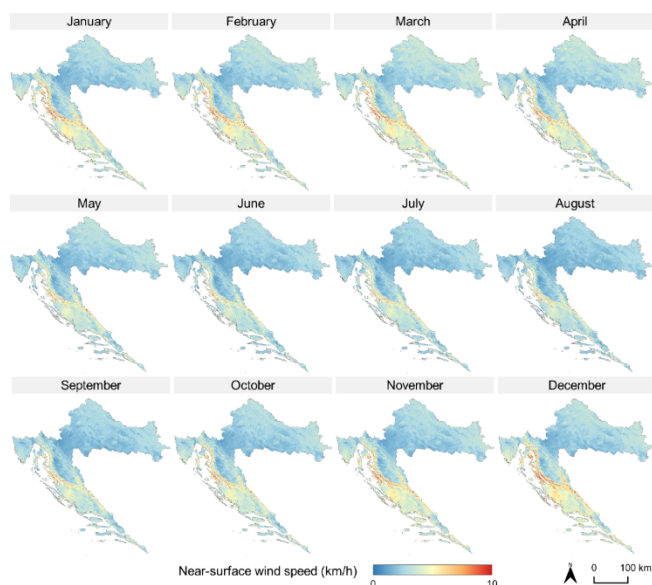 January February March April
May June July August
September October November December
Near-surface wind speed (km/h)
0 10
0 100 km